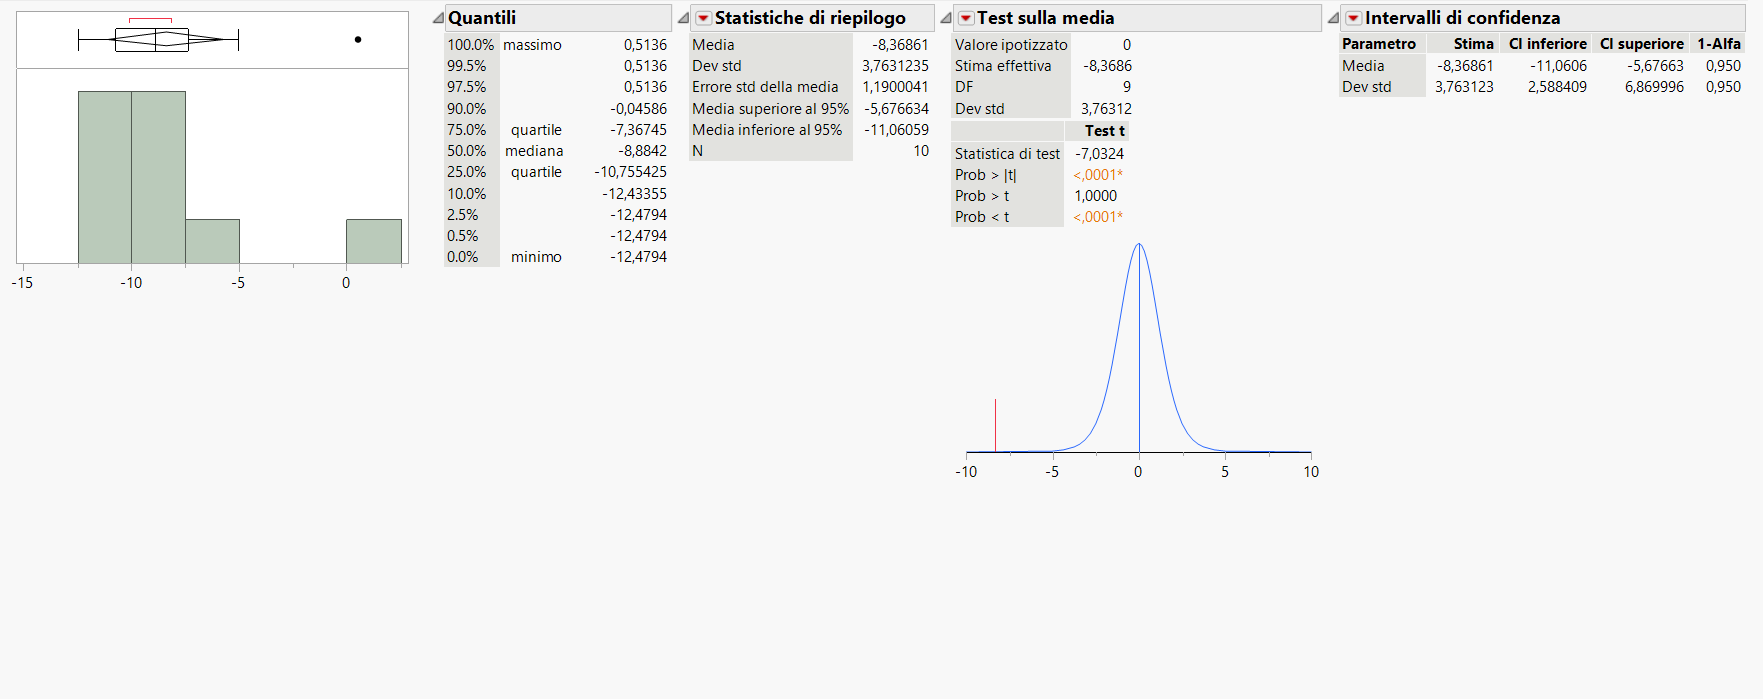 -15 -10 -5 0
Quantili
100.0% massimo 0,5136
99.5% 0,5136
97.5% 0,5136
90.0% -0,04586
75.0% quartile -7,36745
50.0% mediana -8,8842
25.0% quartile -10,755425
10.0% -12,43355
2.5% -12,4794
0.5% -12,4794
0.0% minimo -12,4794
Statistiche di riepilogo
Media -8,36861
Dev std 3,7631235
Errore std della media 1,1900041
Media superiore al 95% -5,676634
Media inferiore al 95% -11,06059
N 10
Test sulla media
Valore ipotizzato 0
Stima effettiva -8,3686
DF 9
Dev std 3,76312
Test t
Statistica di test -7,0324
Prob > |t| <,0001*
Prob > t 1,0000
Prob < t <,0001*
-10 -5 0 5 10
Intervalli di confidenza
Parametro Stima CI inferiore CI superiore 1-Alfa
Media -8,36861 -11,0606 -5,67663 0,950
Dev std 3,763123 2,588409 6,869996 0,950